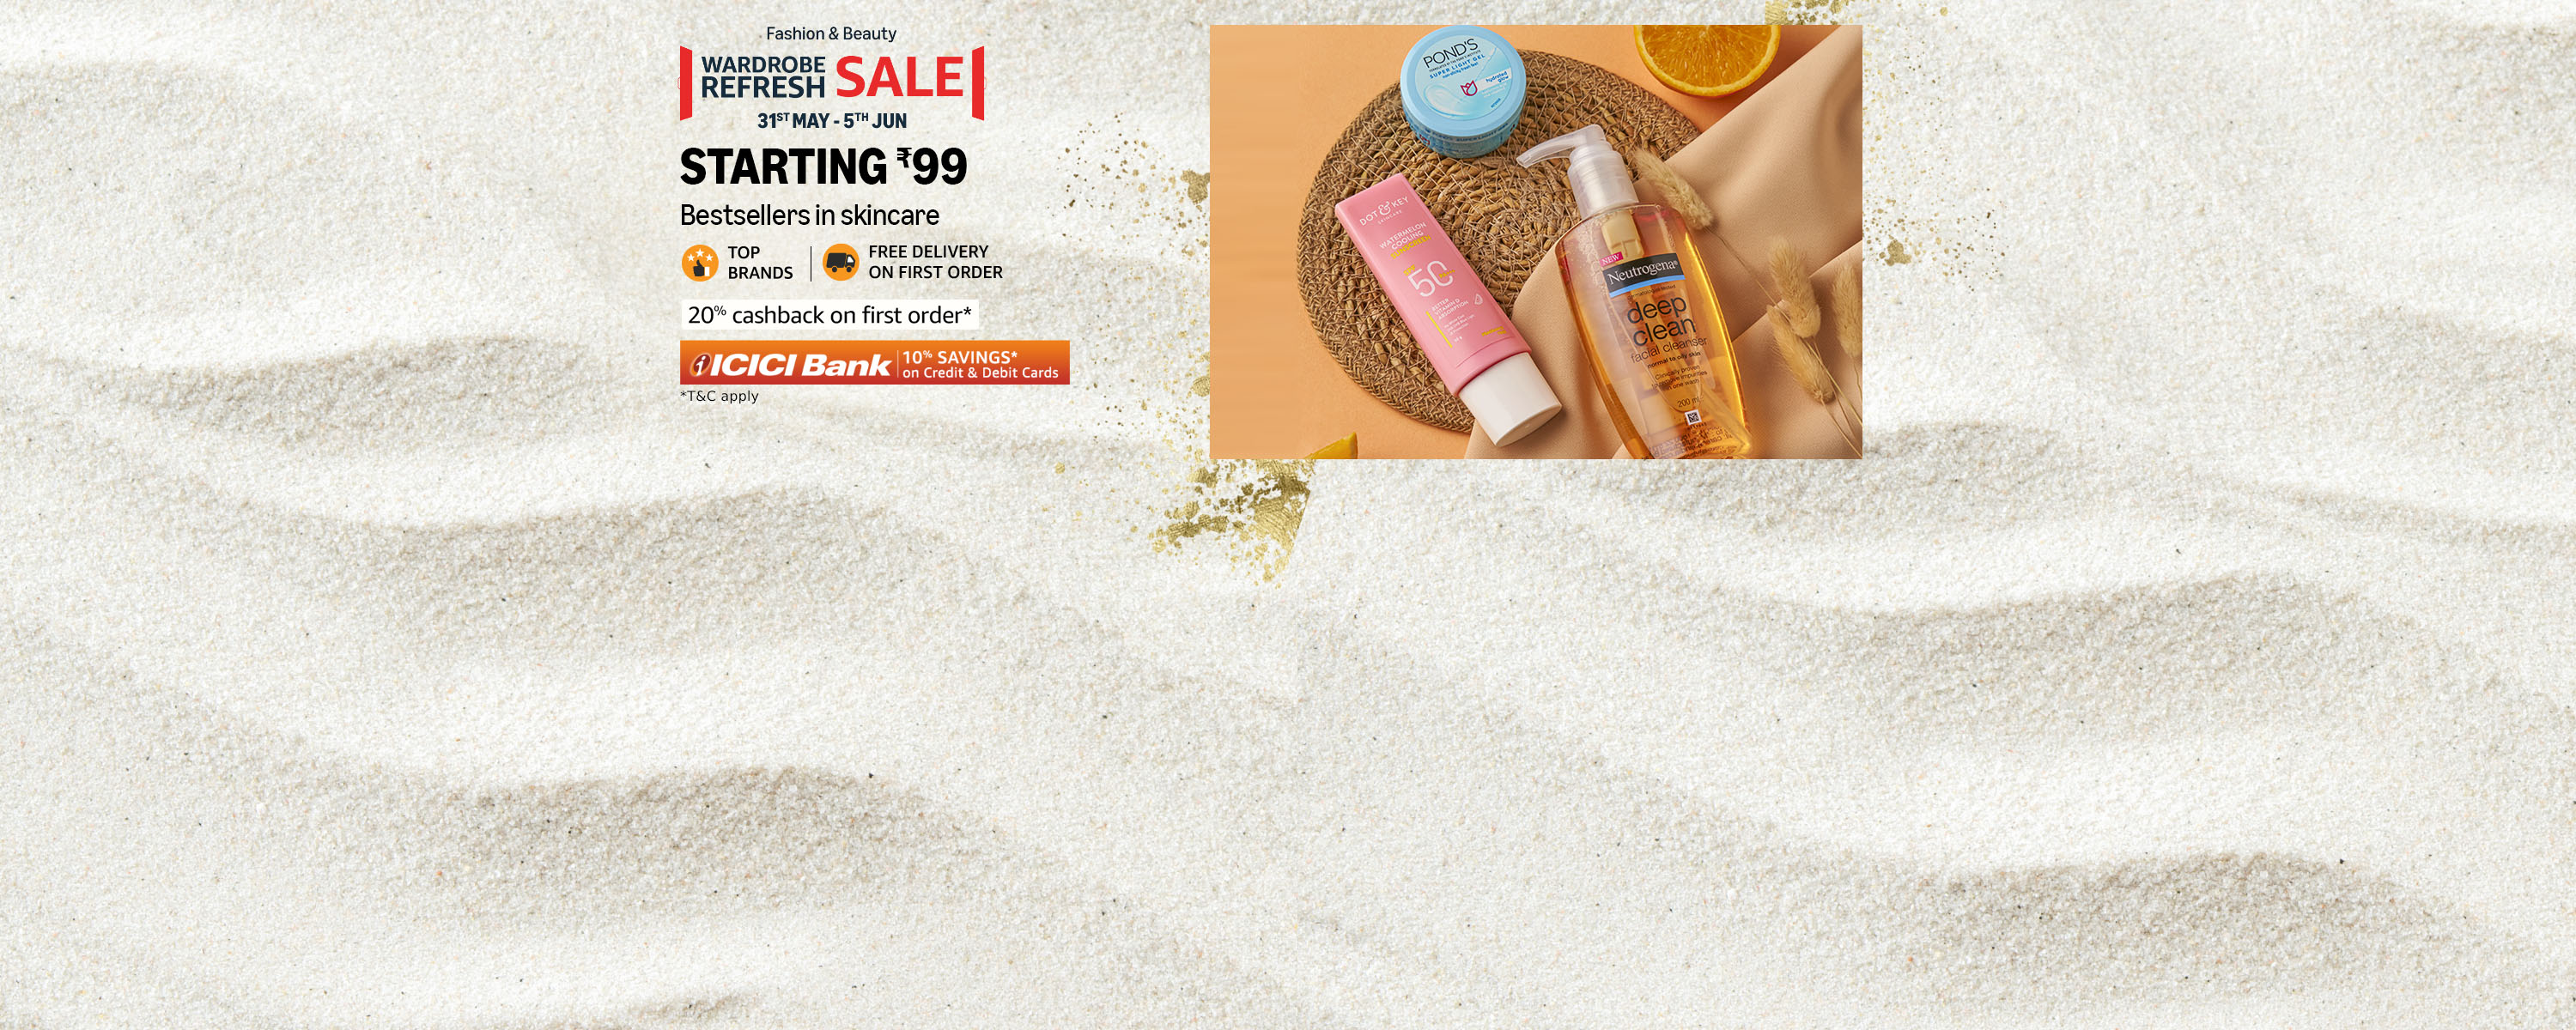 Fashion & Beauty
WARDROBE
REFRESH SALE
31ST MAY - 5TH JUN
STARTING ₹99
Bestsellers in skincare
TOP
BRANDS
FREE DELIVERY
ON FIRST ORDER
20% cashback on first order*
ICICI Bank
10% SAVINGS*
on Credit & Debit Cards
*T&C apply
POND'S
SUPER LIGHT GEL
hydrated
glow
DOT & KEY
SKINCARE
WATERMELON
COOLING
SUNSCREEN
50
NEW
Neutrogena®
deep
clean
facial cleanser
normal to oily skin
200 ml